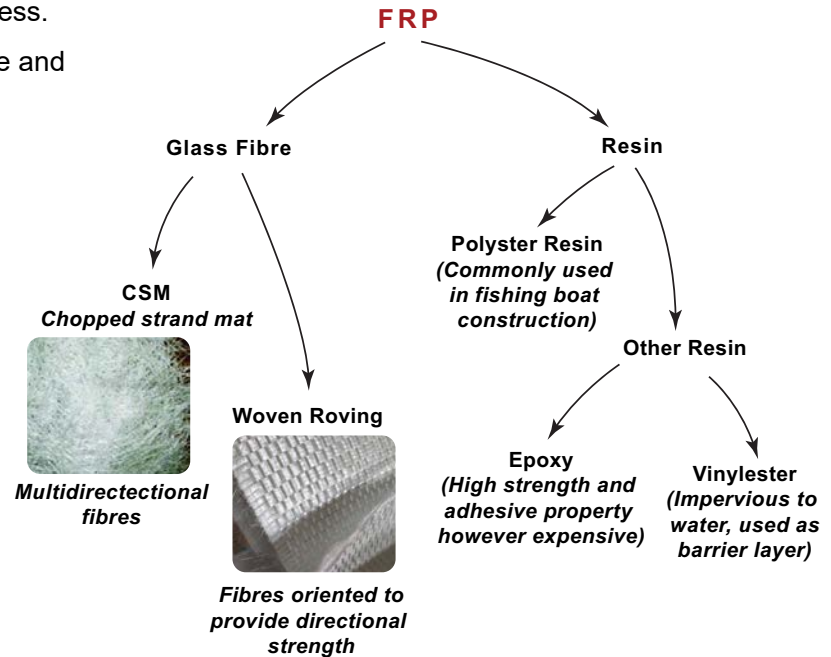 ess.
e and
FRP
Glass Fibre
Resin
CSM
Chopped strand mat
Multidirectectional
fibres
Woven Roving
Fibres oriented to
provide directional
strength
Polyster Resin
(Commonly used
in fishing boat
construction)
Other Resin
Epoxy
(High strength and
adhesive property
however expensive)
Vinylester
(Impervious to
water, used as
barrier layer)